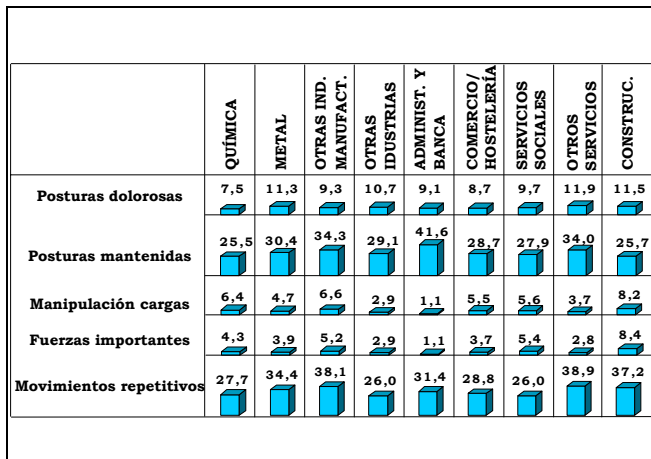 QUÍMICA
METAL
OTRAS IND.
MANUFACT.
OTRAS
IDUSTRIAS
ADMINIST. Y
BANCA
COMERCIO/
HOSTELERÍA
SERVICIOS
SOCIALES
OTROS
SERVICIOS
CONSTRUC.
Posturas dolorosas 7,5 11,3 9,3 10,7 9,1 8,7 9,7 11,9 11,5
Posturas mantenidas 25,5 30,4 34,3 29,1 41,6 28,7 27,9 34,0 25,7
Manipulación cargas 6,4 4,7 6,6 2,9 1,1 5,5 5,6 3,7 8,2
Fuerzas importantes 4,3 3,9 5,2 2,9 1,1 3,7 5,4 2,8 8,4
Movimientos repetitivos 27,7 34,4 38,1 26,0 31,4 28,8 26,0 38,9 37,2